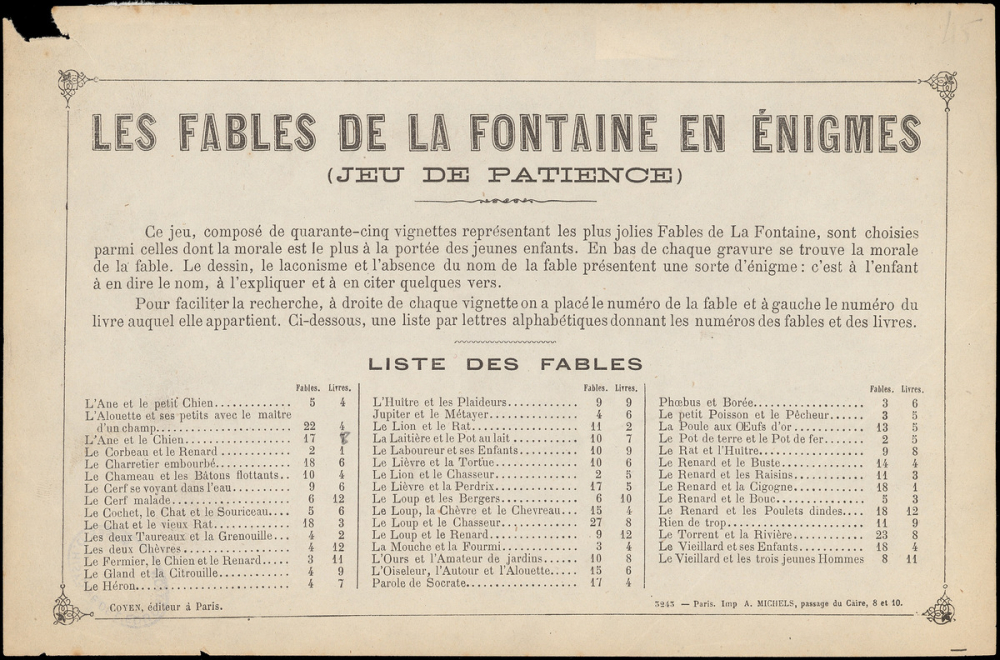 LES FABLES DE LA FONTAINE EN ÉNIGMES
(JEU DE PATIENCE)
Ce jeu, composé de quarante-cinq vignettes représentant les plus jolies Fables de La Fontaine, sont choisies
parmi celles dont la morale est le plus à la portée des jeunes enfants. En bas de chaque gravure se trouve la morale
de la fable. Le dessin, le laconisme et l'absence du nom de la fable présentent une sorte d'énigme : c'est à l'enfant
à en dire le nom, à l'expliquer et à en citer quelques vers.
Pour faciliter la recherche, à droite de chaque vignette on a placé le numéro de la fable et à gauche le numéro du
livre auquel elle appartient. Ci-dessous, une liste par lettres alphabétiques donnant les numéros des fables et des livres.
LISTE DES FABLES
Fables. Livres.
L'Ane et le petit Chien............. 5 4
L'Alouette et ses petits avec le maître
d'un champ...................... 22 4
L'Ane et le Chien................. 17 8
Le Corbeau et le Renard............ 2 1
Le Charretier embourbé............. 18 6
Le Chameau et les Bâtons flottants.. 10 4
Le Cerf se voyant dans l'eau......... 9 6
Le Cerf malade.................... 6 12
Le Cochet, le Chat et le Souriceau.... 5 6
Le Chat et le vieux Rat............. 18 3
Les deux Taureaux et la Grenouille... 4 2
Les deux Chèvres.................. 4 12
Le Fermier, le Chien et le Renard..... 3 11
Le Gland et la Citrouille............ 4 9
Le Héron.......................... 4 7
Fables. Livres.
L'Huître et les Plaideurs............ 9 9
Jupiter et le Métayer............... 4 6
Le Lion et le Rat................... 11 2
La Laitière et le Pot au lait.......... 10 7
Le Laboureur et ses Enfants......... 10 9
Le Lièvre et la Tortue.............. 10 6
Le Lion et le Chasseur.............. 2 5
Le Lièvre et la Perdrix.............. 17 5
Le Loup et les Bergers.............. 6 10
Le Loup, la Chèvre et le Chevreau.... 15 4
Le Loup et le Chasseur.............. 27 8
Le Loup et le Renard................ 9 12
La Mouche et la Fourmi............. 3 4
L'Ours et l'Amateur de jardins....... 10 8
L'Oiseleur, l'Autour et l'Alouette..... 15 6
Parole de Socrate.................. 17 4
Fables. Livres.
Phœbus et Borée................... 3 6
Le petit Poisson et le Pêcheur....... 3 5
La Poule aux Œufs d'or............. 13 5
Le Pot de terre et le Pot de fer....... 2 5
Le Rat et l'Huître.................. 9 8
Le Renard et le Buste............... 14 4
Le Renard et les Raisins............ 11 3
Le Renard et la Cigogne............. 18 1
Le Renard et le Bouc................ 5 3
Le Renard et les Poulets dindes...... 18 12
Rien de trop....................... 11 9
Le Torrent et la Rivière............. 23 8
Le Vieillard et ses Enfants........... 18 4
Le Vieillard et les trois jeunes Hommes 8 11
COYEN, éditeur á Paris.
3243 — Paris. Imp A. MICHELS, passage du Caire, 8 et 10.